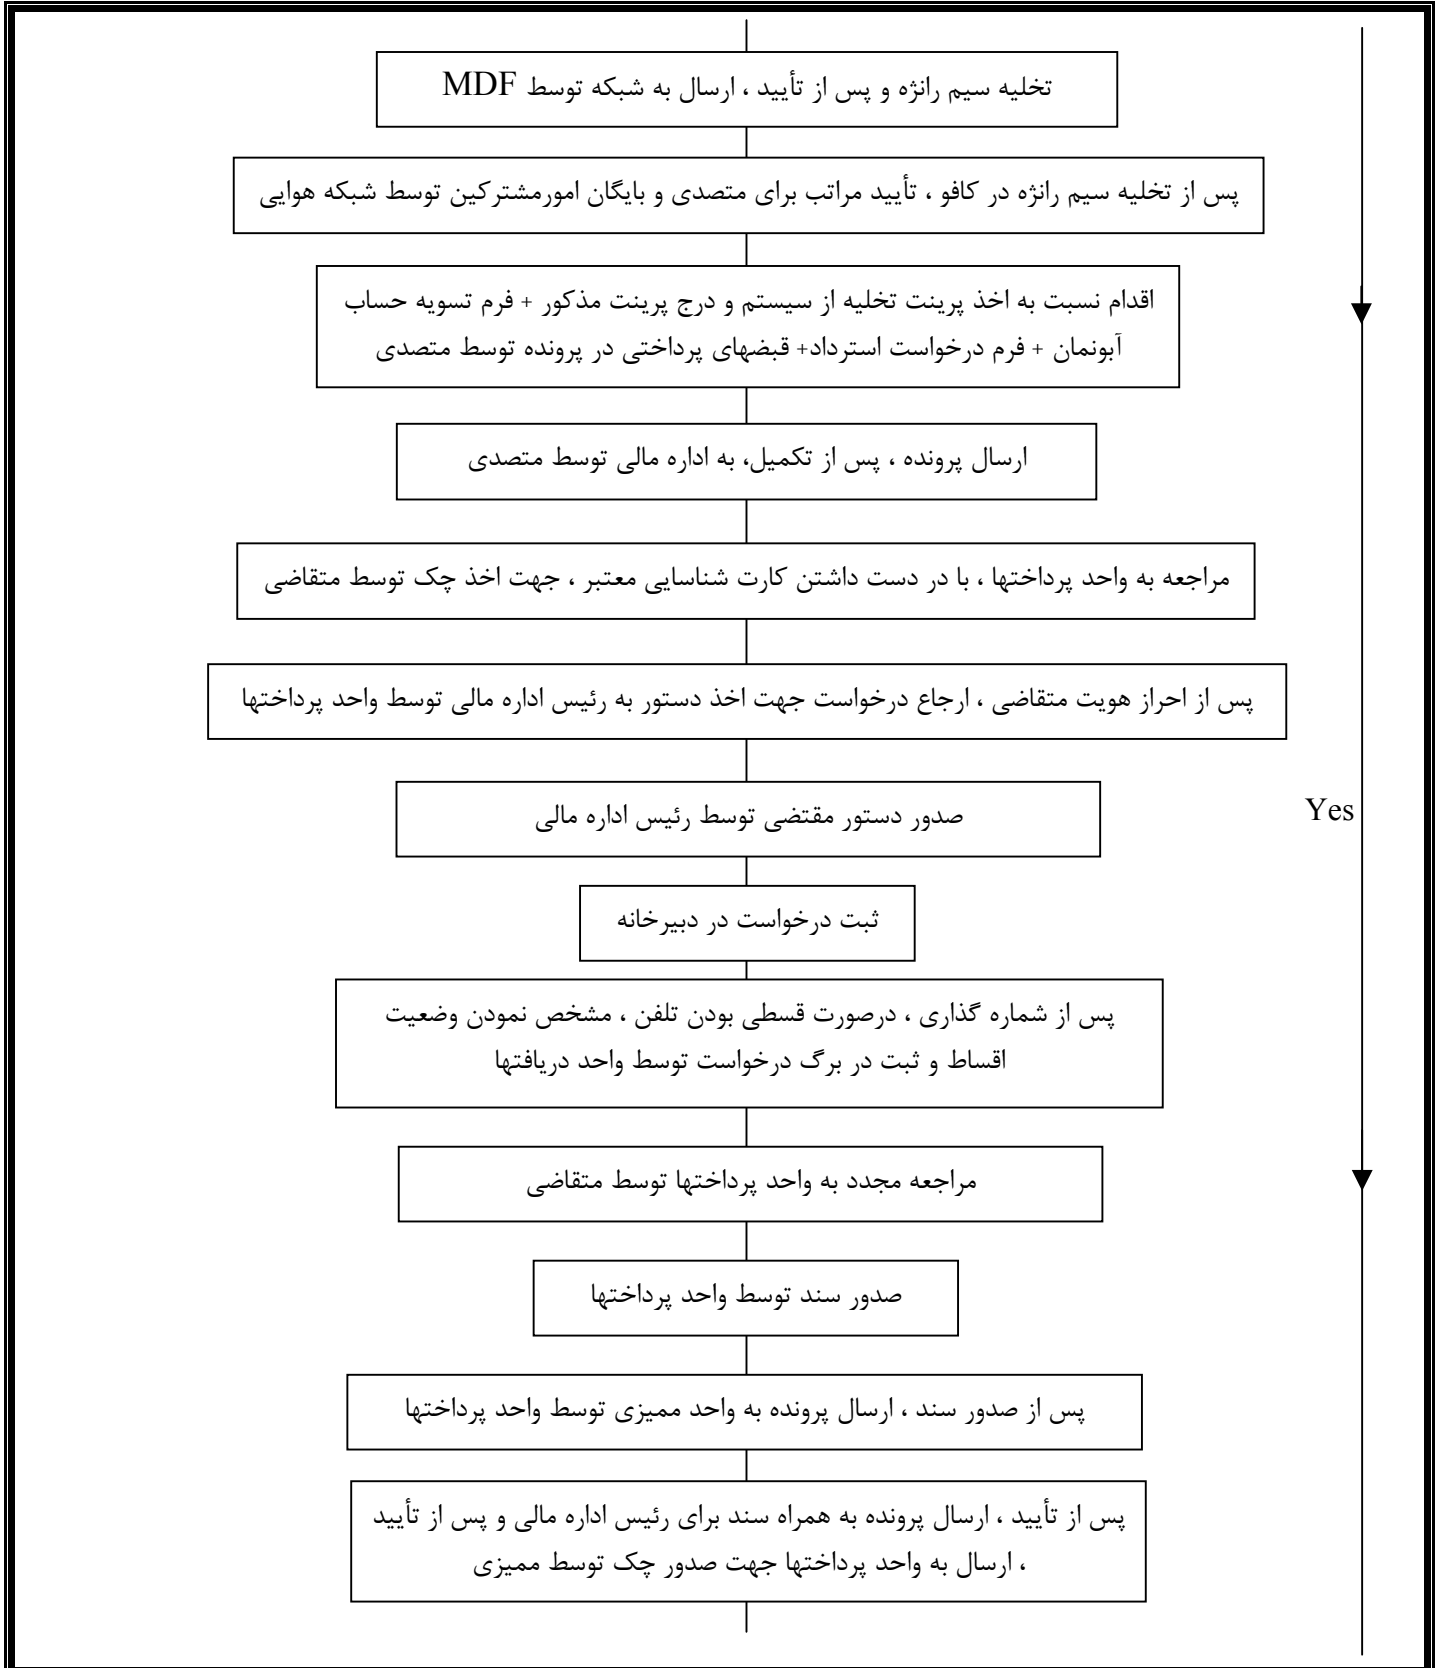 تخلیه سیم رانژه و پس از تأیید ، ارسال به شبکه توسط MDF
پس از تخلیه سیم رانژه در کافو ، تأیید مراتب برای متصدی و بایگان امورمشترکین توسط شبکه هوایی
اقدام نسبت به اخذ پرینت تخلیه از سیستم و درج پرینت مذکور + فرم تسویه حساب
آبونمان + فرم درخواست استرداد+ قبضهای پرداختی در پرونده توسط متصدی
ارسال پرونده ، پس از تکمیل، به اداره مالی توسط متصدی
مراجعه به واحد پرداختها ، با در دست داشتن کارت شناسایی معتبر ، جهت اخذ چک توسط متقاضی
پس از احراز هویت متقاضی ، ارجاع درخواست جهت اخذ دستور به رئیس اداره مالی توسط واحد پرداختها
صدور دستور مقتضی توسط رئیس اداره مالی
Yes
ثبت درخواست در دبیرخانه
پس از شماره گذاری ، درصورت قسطی بودن تلفن ، مشخص نمودن وضعیت
اقساط و ثبت در برگ درخواست توسط واحد دریافتها
مراجعه مجدد به واحد پرداختها توسط متقاضی
صدور سند توسط واحد پرداختها
پس از صدور سند ، ارسال پرونده به واحد ممیزی توسط واحد پرداختها
پس از تأیید ، ارسال پرونده به همراه سند برای رئیس اداره مالی و پس از تأیید
، ارسال به واحد پرداختها جهت صدور چک توسط ممیزی